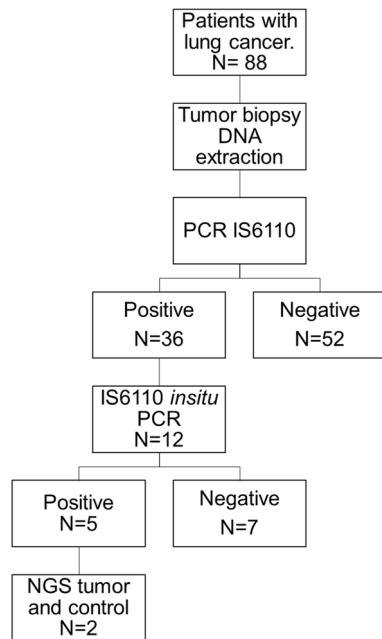 Patients with
lung cancer.
N= 88
Tumor biopsy
DNA
extraction
PCR IS6110
Positive
N=36
Negative
N=52
IS6110 insitu
PCR
N=12
Positive
N=5
Negative
N=7
NGS tumor
and control
N=2